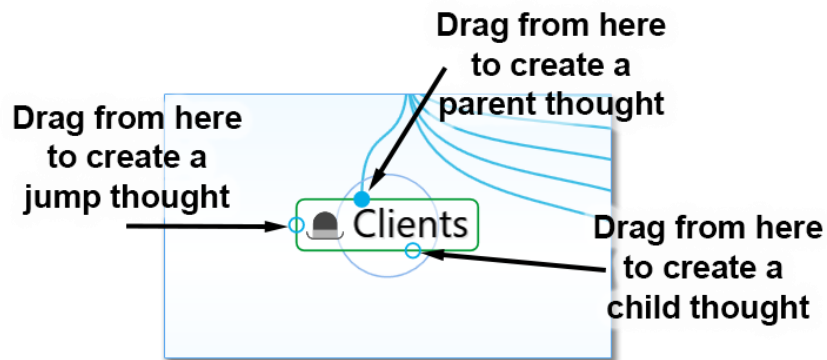 Drag from here
to create a
parent thought
Drag from here
to create a
jump thought
Clients
Drag from here
to create a
child thought